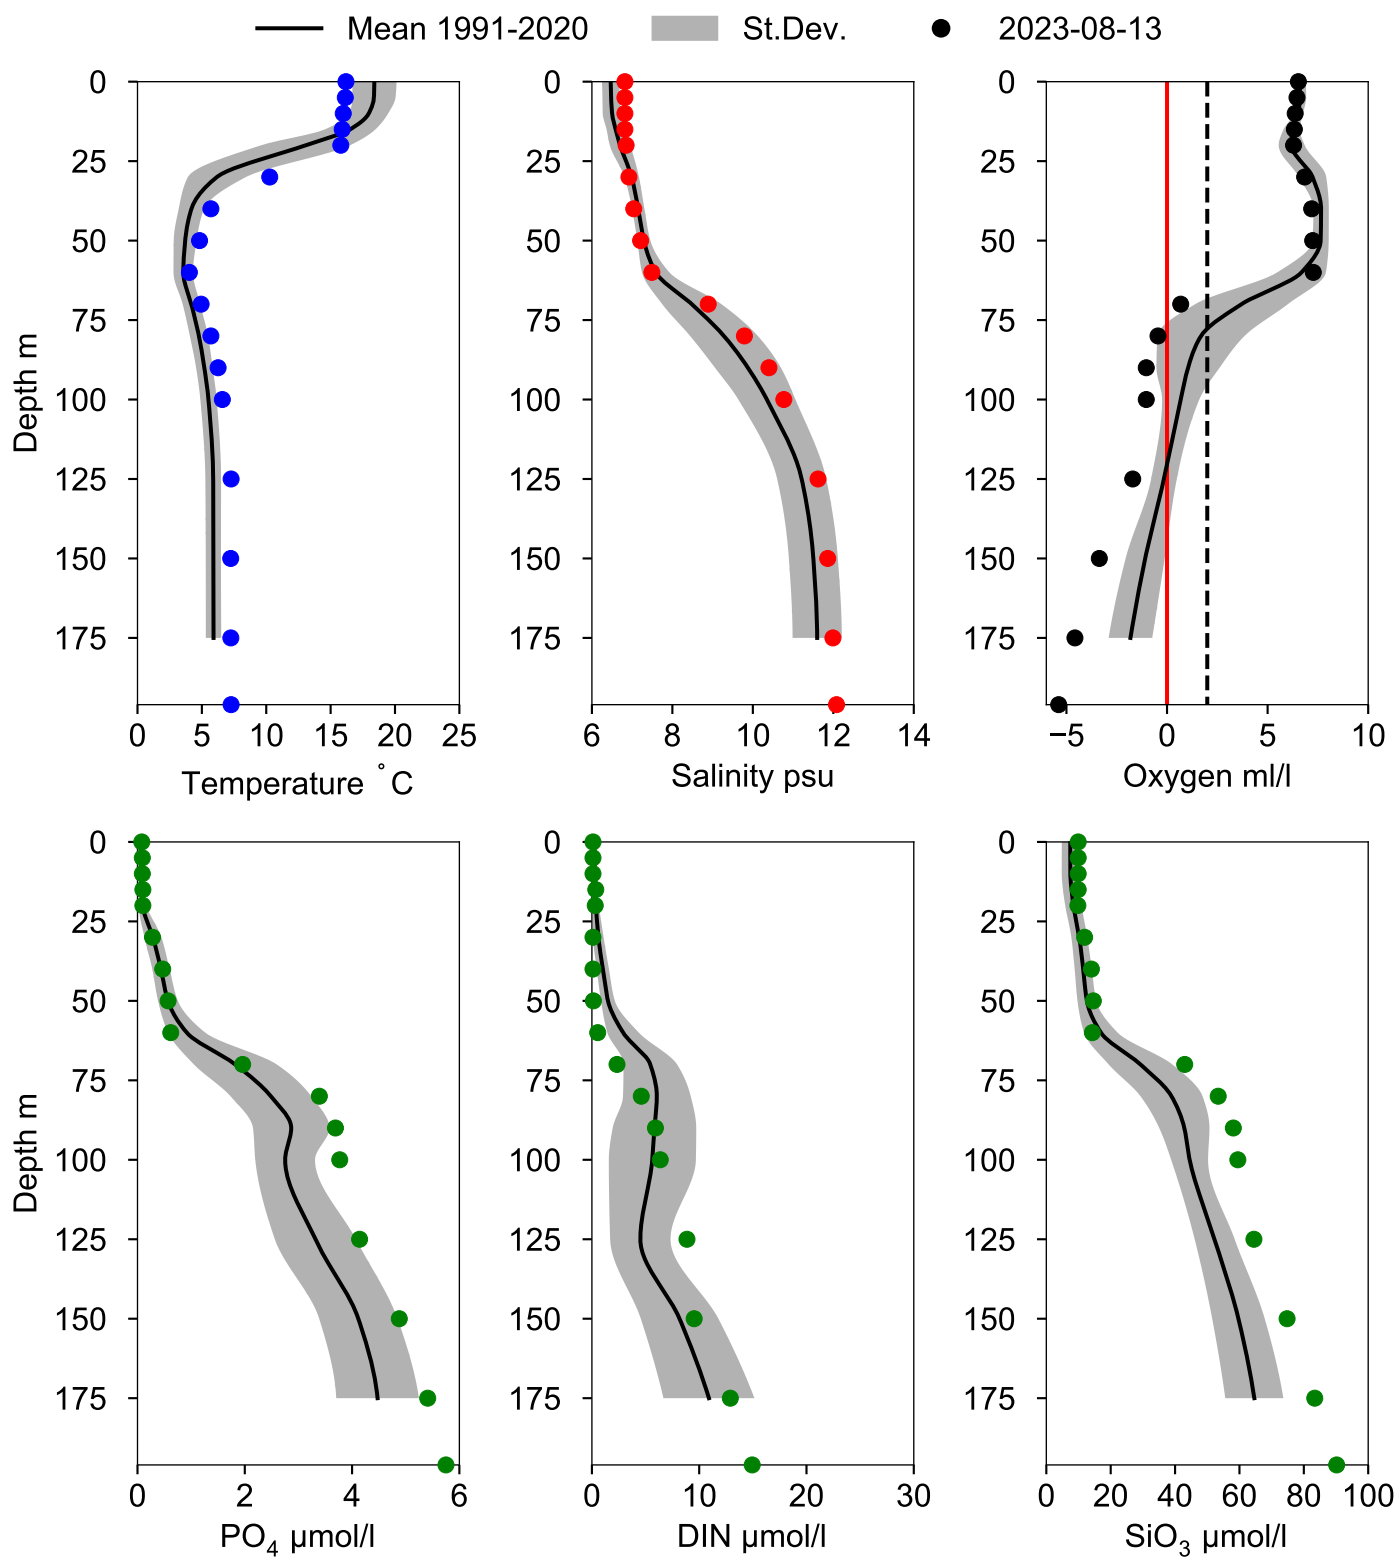 Mean 1991-2020 St.Dev. 2023-08-13
0 0 0
25 25 25
50 50 50
75 75 75
100 100 100
125 125 125
150 150 150
175 175 175
Depth m
0 5 10 15 20 25 6 8 10 12 14 −5 0 5 10
Temperature ˚C Salinity psu Oxygen ml/l
0 0 0
25 25 25
50 50 50
75 75 75
100 100 100
125 125 125
150 150 150
175 175 175
Depth m
0 2 4 6 0 10 20 30 0 20 40 60 80 100
PO₄ µmol/l DIN µmol/l SiO₃ µmol/l